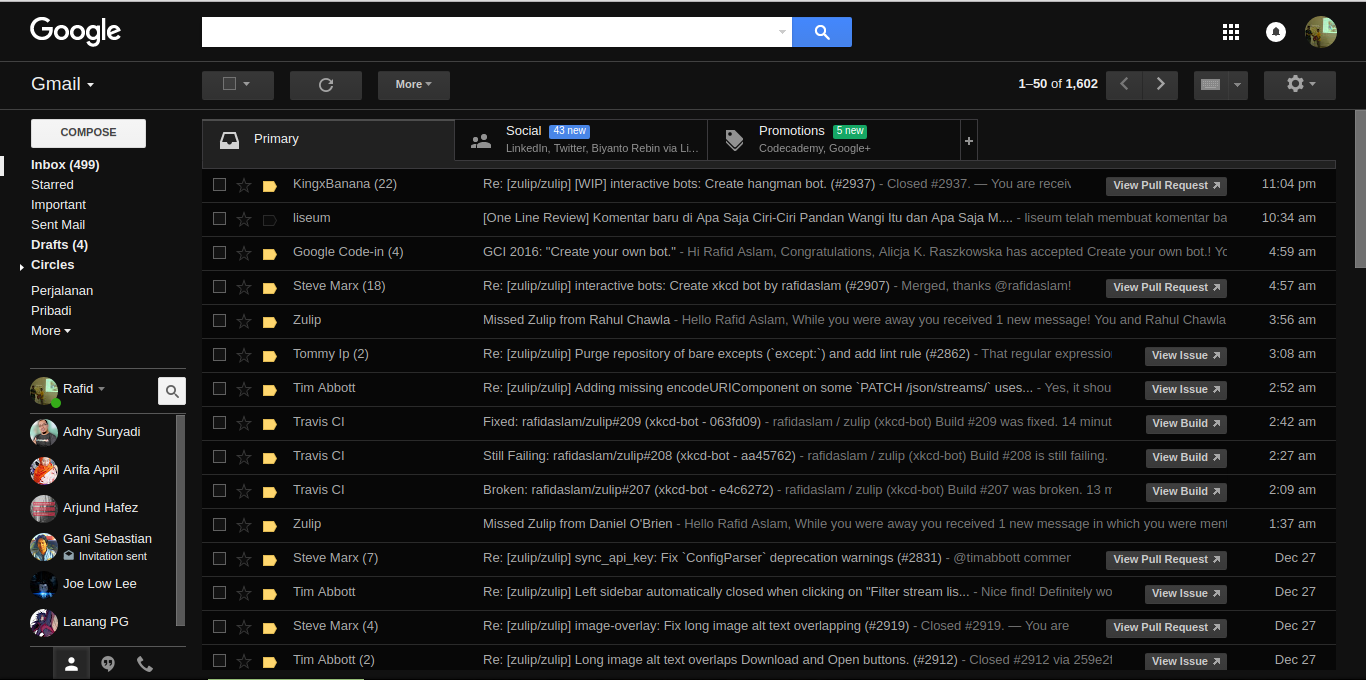 Google
Gmail
More
1–50 of 1,602
COMPOSE
Inbox (499)
Starred
Important
Sent Mail
Drafts (4)
Circles
Perjalanan
Pribadi
More
Rafid
Adhy Suryadi
Arifa April
Arjund Hafez
Gani Sebastian
Invitation sent
Joe Low Lee
Lanang PG
Primary
Social 43 new
LinkedIn, Twitter, Biyanto Rebin via Li...
Promotions 5 new
Codecademy, Google+
+
KingxBanana (22) Re: [zulip/zulip] [WIP] interactive bots: Create hangman bot. (#2937) - Closed #2937. — You are receiv View Pull Request 11:04 pm
liseum [One Line Review] Komentar baru di Apa Saja Ciri-Ciri Pandan Wangi Itu dan Apa Saja M.... - liseum telah membuat komentar ba 10:34 am
Google Code-in (4) GCI 2016: "Create your own bot." - Hi Rafid Aslam, Congratulations, Alicja K. Raszkowska has accepted Create your own bot.! Yo 4:59 am
Steve Marx (18) Re: [zulip/zulip] interactive bots: Create xkcd bot by rafidaslam (#2907) - Merged, thanks @rafidaslam! View Pull Request 4:57 am
Zulip Missed Zulip from Rahul Chawla - Hello Rafid Aslam, While you were away you received 1 new message! You and Rahul Chawla 3:56 am
Tommy Ip (2) Re: [zulip/zulip] Purge repository of bare excepts (`except:`) and add lint rule (#2862) - That regular expression View Issue 3:08 am
Tim Abbott Re: [zulip/zulip] Adding missing encodeURIComponent on some `PATCH /json/streams/` uses... - Yes, it shou View Issue 2:52 am
Travis CI Fixed: rafidaslam/zulip#209 (xkcd-bot - 063fd09) - rafidaslam / zulip (xkcd-bot) Build #209 was fixed. 14 minut View Build 2:42 am
Travis CI Still Failing: rafidaslam/zulip#208 (xkcd-bot - aa45762) - rafidaslam / zulip (xkcd-bot) Build #208 is still failing. View Build 2:27 am
Travis CI Broken: rafidaslam/zulip#207 (xkcd-bot - e4c6272) - rafidaslam / zulip (xkcd-bot) Build #207 was broken. 13 m View Build 2:09 am
Zulip Missed Zulip from Daniel O'Brien - Hello Rafid Aslam, While you were away you received 1 new message in which you were ment 1:37 am
Steve Marx (7) Re: [zulip/zulip] sync_api_key: Fix `ConfigParser` deprecation warnings (#2831) - @timabbott commen View Pull Request Dec 27
Tim Abbott Re: [zulip/zulip] Left sidebar automatically closed when clicking on "Filter stream lis... - Nice find! Definitely wo View Issue Dec 27
Steve Marx (4) Re: [zulip/zulip] image-overlay: Fix long image alt text overlapping (#2919) - Closed #2919. — You are View Pull Request Dec 27
Tim Abbott (2) Re: [zulip/zulip] Long image alt text overlaps Download and Open buttons. (#2912) - Closed #2912 via 259e2f View Issue Dec 27